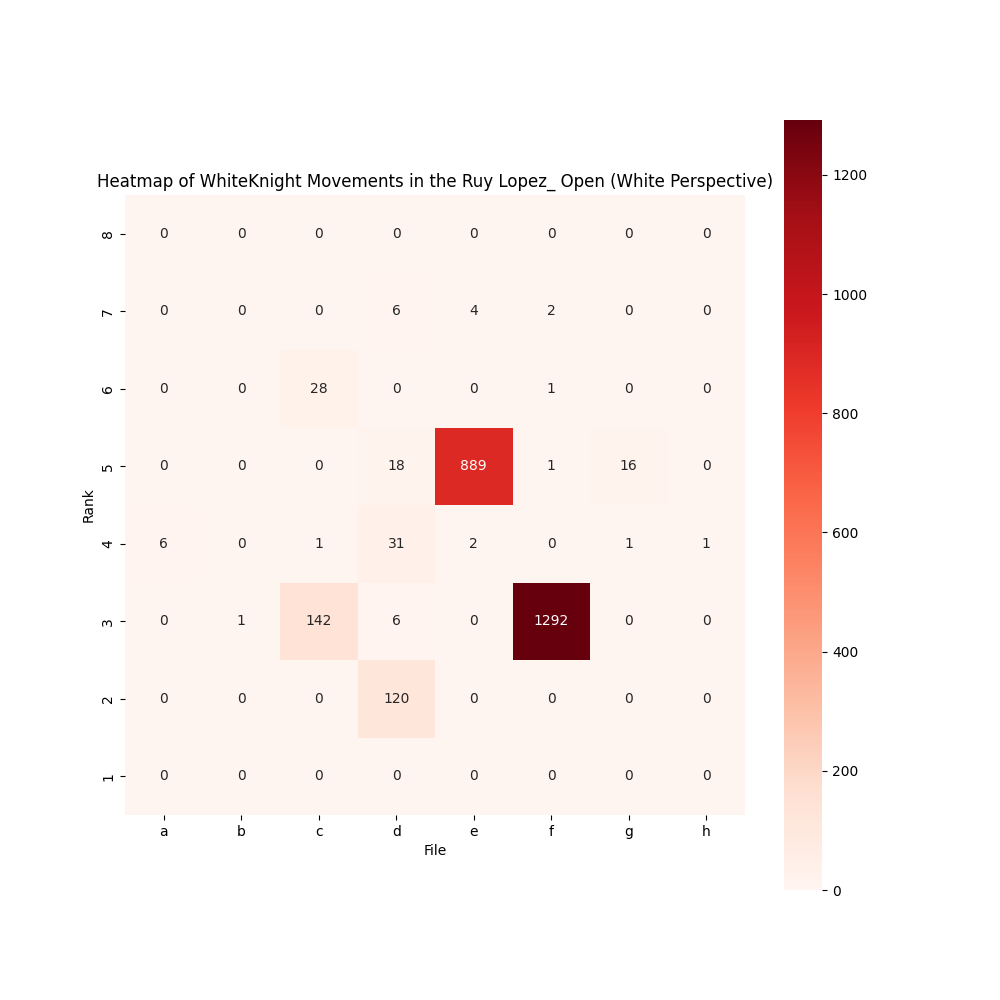 Heatmap of WhiteKnight Movements in the Ruy Lopez_ Open (White Perspective)
8 0 0 0 0 0 0 0 0
7 0 0 0 6 4 2 0 0
6 0 0 28 0 0 1 0 0
5 0 0 0 18 889 1 16 0
4 6 0 1 31 2 0 1 1
3 0 1 142 6 0 1292 0 0
2 0 0 0 120 0 0 0 0
1 0 0 0 0 0 0 0 0
a b c d e f g h
File
Rank
1200
1000
800
600
400
200
0